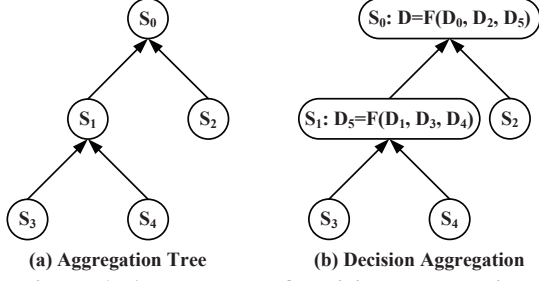 S₀
S₀: D=F(D₀, D₂, D₅)
S₁
S₂
S₁: D₅=F(D₁, D₃, D₄)
S₂
S₃
S₄
S₃
S₄
(a) Aggregation Tree
(b) Decision Aggregation